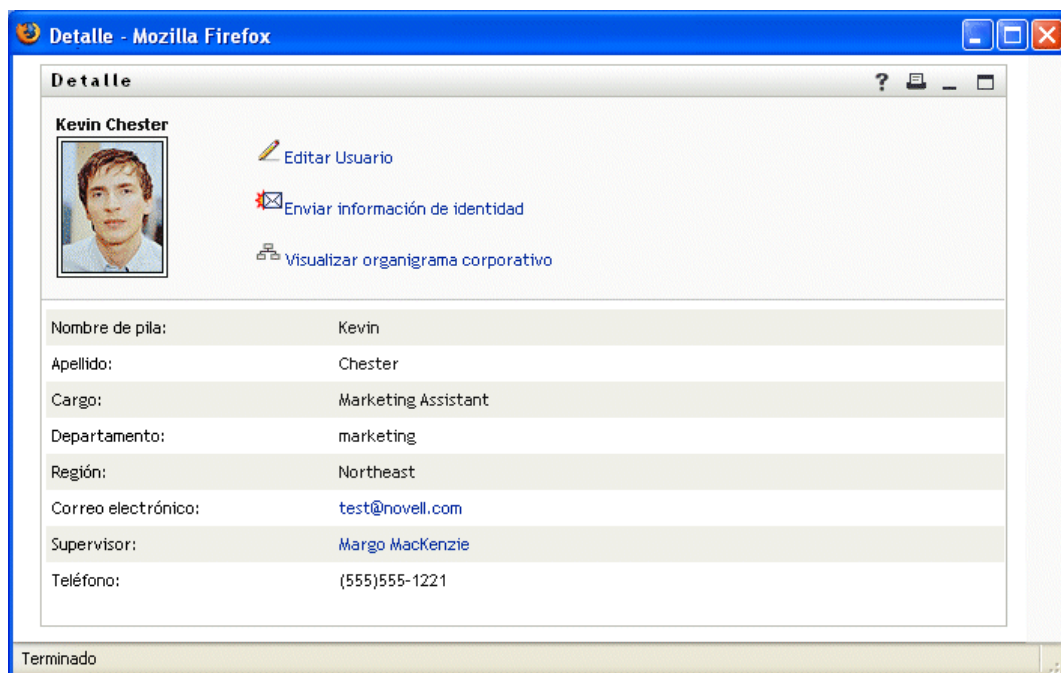 Detalle - Mozilla Firefox
Detalle
?
Kevin Chester
Editar Usuario
Enviar información de identidad
Visualizar organigrama corporativo
Nombre de pila: Kevin
Apellido: Chester
Cargo: Marketing Assistant
Departamento: marketing
Región: Northeast
Correo electrónico: test@novell.com
Supervisor: Margo MacKenzie
Teléfono: (555)555-1221
Terminado